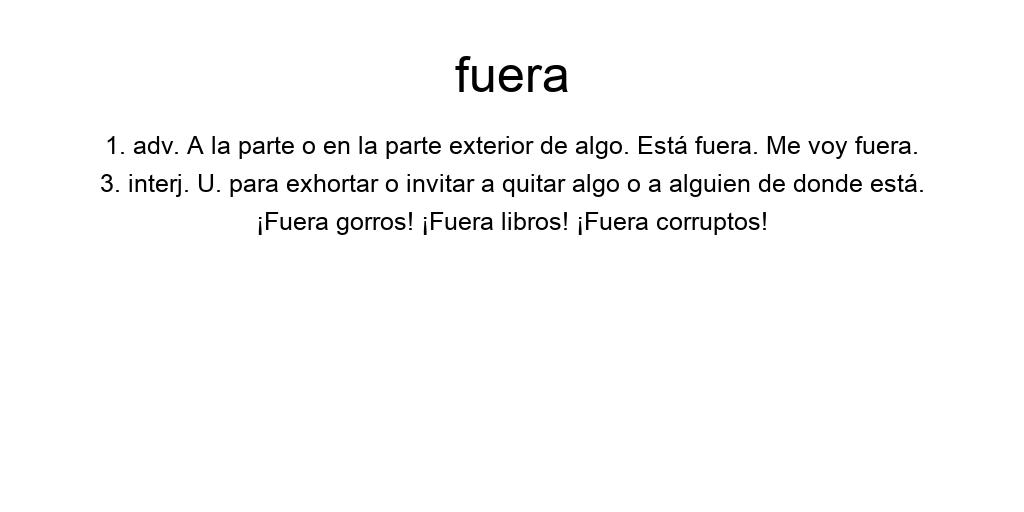 fuera
1. adv. A la parte o en la parte exterior de algo. Está fuera. Me voy fuera.
3. interj. U. para exhortar o invitar a quitar algo o a alguien de donde está.
¡Fuera gorros! ¡Fuera libros! ¡Fuera corruptos!